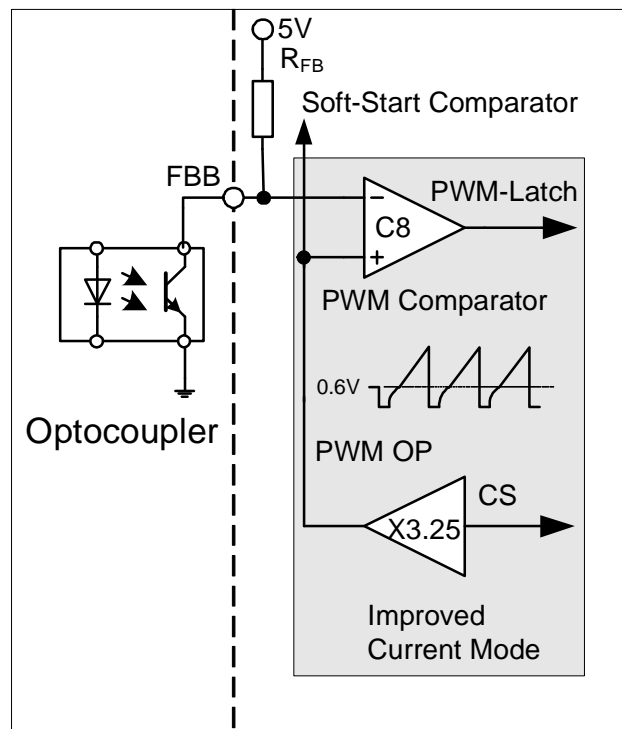 5V
RFB
Soft-Start Comparator
FBB
PWM-Latch
−
C8
+
PWM Comparator
0.6V
Optocoupler
PWM OP
CS
X3.25
Improved
Current Mode